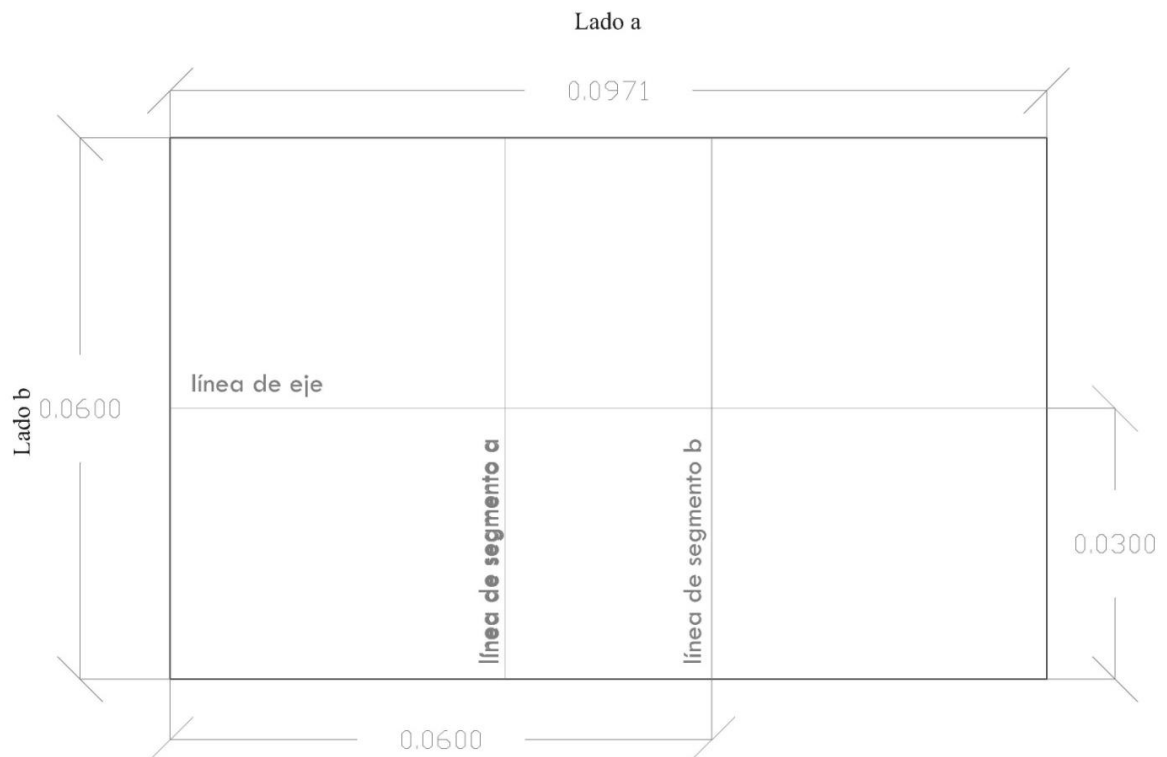 Lado a
0.0971
línea de eje
Lado b
0.0600
línea de segmento a
línea de segmento b
0.0300
0.0600